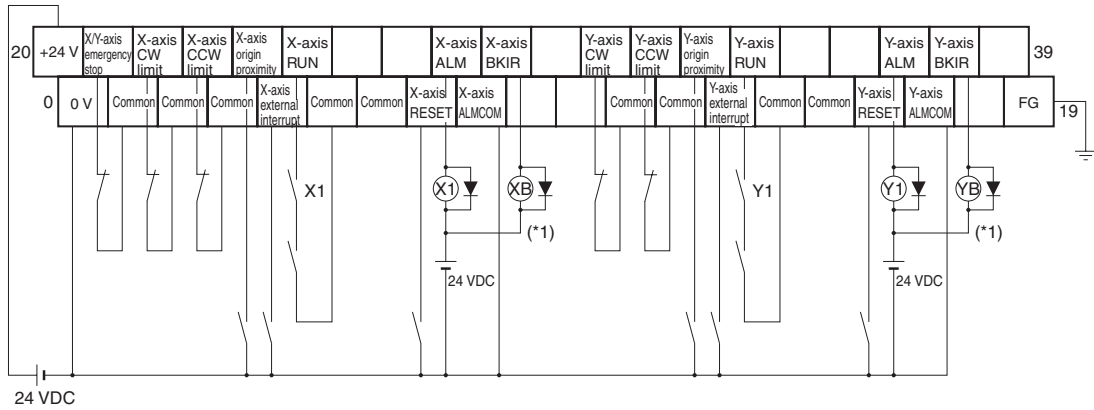 20 +24 V X/Y-axis emergency stop X-axis CW limit X-axis CCW limit X-axis origin proximity X-axis RUN X-axis ALM X-axis BKIR Y-axis CW limit Y-axis CCW limit Y-axis origin proximity Y-axis RUN Y-axis ALM Y-axis BKIR 39
0 0 V Common Common Common X-axis external interrupt Common Common X-axis RESET X-axis ALMCOM Common Common Y-axis external interrupt Common Common Y-axis RESET Y-axis ALMCOM FG 19
X1 X1 XB Y1 Y1 YB
(*1) (*1)
24 VDC 24 VDC
24 VDC